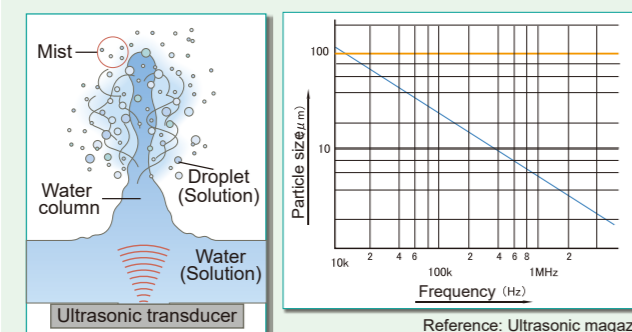 Mist
Droplet
(Solution)
Water
column
Water
(Solution)
Ultrasonic transducer
Particle size μm)
100
10
10k 2 4 6 100k 2 4 6 8 1MHz 2
Frequency (Hz)
Reference: Ultrasonic magaz